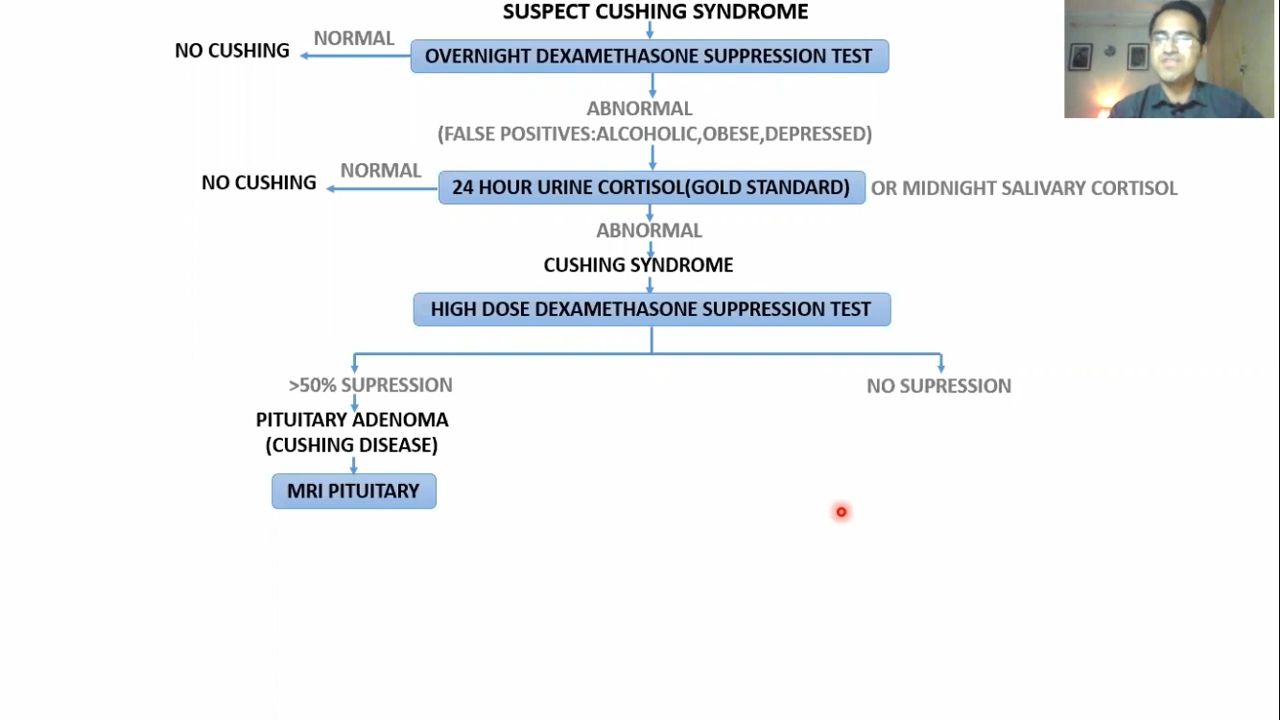 SUSPECT CUSHING SYNDROME
NO CUSHING
NORMAL
OVERNIGHT DEXAMETHASONE SUPPRESSION TEST
ABNORMAL
(FALSE POSITIVES:ALCOHOLIC,OBESE,DEPRESSED)
NO CUSHING
NORMAL
24 HOUR URINE CORTISOL(GOLD STANDARD)
OR MIDNIGHT SALIVARY CORTISOL
ABNORMAL
CUSHING SYNDROME
HIGH DOSE DEXAMETHASONE SUPPRESSION TEST
>50% SUPRESSION
NO SUPRESSION
PITUITARY ADENOMA
(CUSHING DISEASE)
MRI PITUITARY